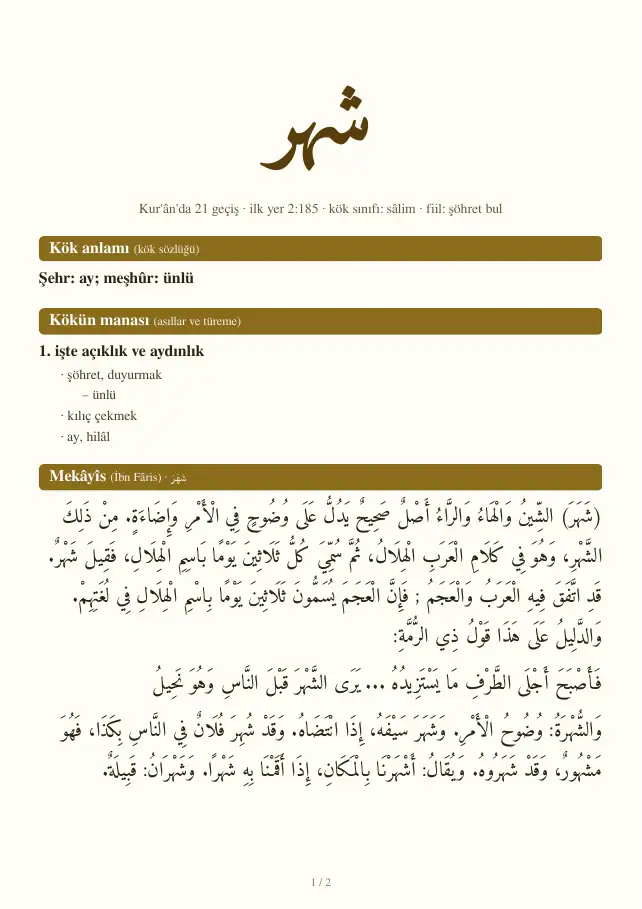 شهر
Kur'ân'da 21 geçiş · ilk yer 2:185 · kök sınıfı: sâlim · fiil: şöhret bul
Kök anlamı (kök sözlüğü)
Şehr: ay; meşhûr: ünlü
Kökün manası (asıllar ve türeme)
1. işte açıklık ve aydınlık
· şöhret, duyurmak
– ünlü
· kılıç çekmek
· ay, hilâl
Mekâyîs (İbn Fâris) · شَهَرَ
(شَهَرَ) الشِّينُ وَالْهَاءُ وَالرَّاءُ أَصْلٌ صَحِيحٌ يَدُلُّ عَلَى وُضُوحٍ فِي الْأَمْرِ وَإِضَاءَةٍ. مِنْ ذَلِكَ
الشَّهْرِ، وَهُوَ فِي كَلَامِ الْعَرَبِ الْهِلَالُ، ثُمَّ سُمِّيَ كُلُّ ثَلَاثِينَ يَوْمًا بَاسِمِ الْهِلَالِ، فَقِيلَ شَهْرٌ.
قَدِ اتَّفَقَ فِيهِ الْعَرَبُ وَالْعَجَمُ ; فَإِنَّ الْعَجَمَ يُسَمُّونَ ثَلَاثِينَ يَوْمًا بِاسْمِ الْهِلَالِ فِي لُغَتِهِمْ.
وَالدَّلِيلُ عَلَى هَذَا قَوْلُ ذِي الرُّمَّةِ:
فَأَصْبَحَ أَجْلَى الطَّرْفِ مَا يَسْتَزِيدُهُ ... يَرَى الشَّهْرَ قَبْلَ النَّاسِ وَهُوَ نَحِيلُ
وَالشُّهْرَةُ: وُضُوحُ الْأَمْرِ. وَشَهَرَ سَيْفَهُ، إِذَا انْتَضَاهُ. وَقَدْ شُهِرَ فُلَانٌ فِي النَّاسِ بِكَذَا، فَهُوَ
مَشْهُورٌ، وَقَدْ شَهَرُوهُ. وَيُقَالُ: أَشْهَرْنَا بِالْمَكَانِ، إِذَا أَقَمْنَا بِهِ شَهْرًا. وَشَهْرَانُ: قَبِيلَةٌ.
1 / 2